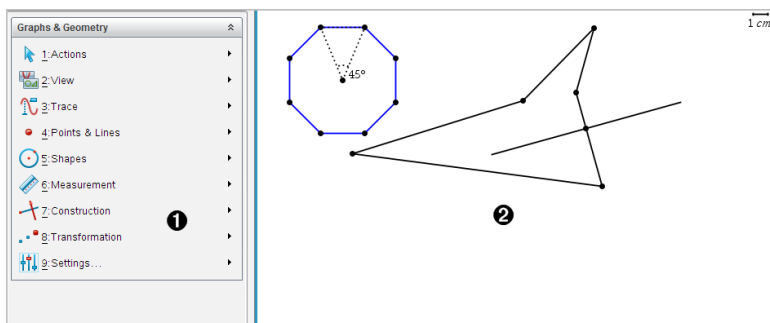 Graphs & Geometry
1:Actions
2:View
3:Trace
4:Points & Lines
5:Shapes
6:Measurement
7:Construction
8:Transformation
9:Settings...
❶
45°
1 cm
❷